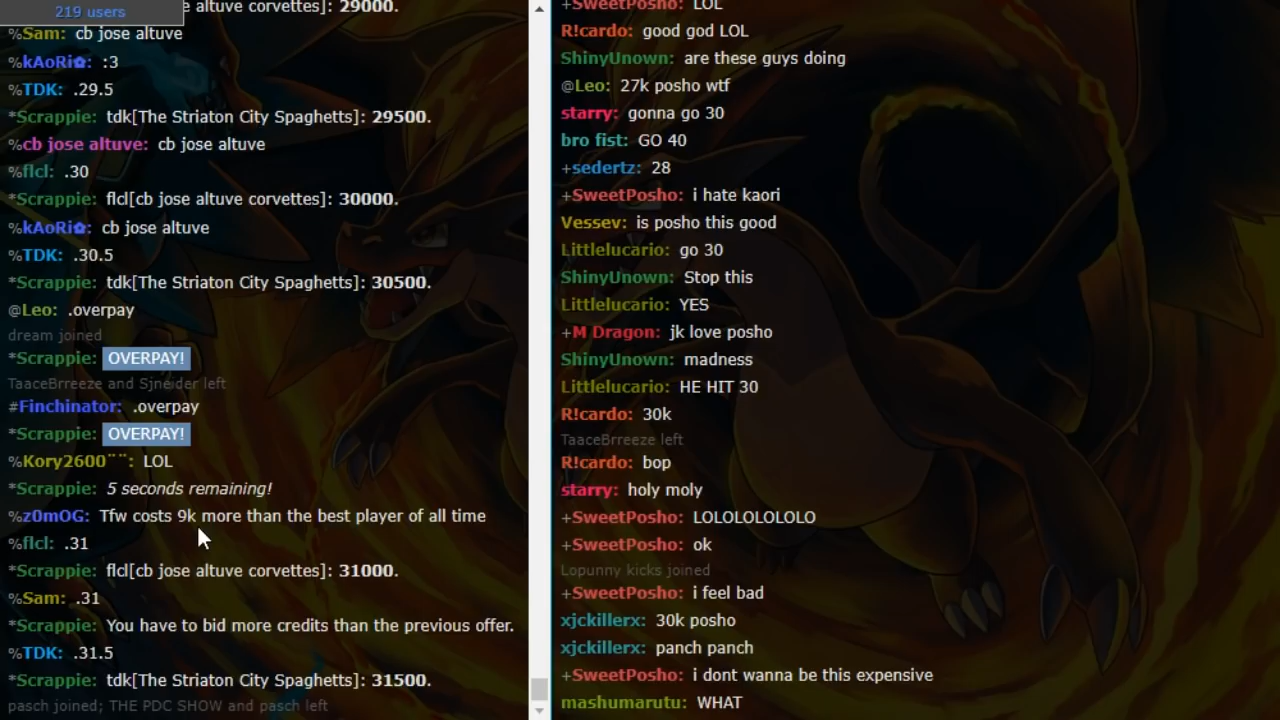 219 users
e altuve corvettes]: 29000.
%Sam: cb jose altuve
%kAoRi✿: :3
%TDK: .29.5
*Scrappie: tdk[The Striaton City Spaghetts]: 29500.
%cb jose altuve: cb jose altuve
%flcl: .30
*Scrappie: flcl[cb jose altuve corvettes]: 30000.
%kAoRi✿: cb jose altuve
%TDK: .30.5
*Scrappie: tdk[The Striaton City Spaghetts]: 30500.
@Leo: .overpay
dream joined
*Scrappie: OVERPAY!
TaaceBrreeze and Sjneider left
#Finchinator: .overpay
*Scrappie: OVERPAY!
%Kory2600¨¨: LOL
*Scrappie: 5 seconds remaining!
%z0mOG: Tfw costs 9k more than the best player of all time
%flcl: .31
*Scrappie: flcl[cb jose altuve corvettes]: 31000.
%Sam: .31
*Scrappie: You have to bid more credits than the previous offer.
%TDK: .31.5
*Scrappie: tdk[The Striaton City Spaghetts]: 31500.
pasch joined; THE PDC SHOW and pasch left
+SweetPosho: LOL
R!cardo: good god LOL
ShinyUnown: are these guys doing
@Leo: 27k posho wtf
starry: gonna go 30
bro fist: GO 40
+sedertz: 28
+SweetPosho: i hate kaori
Vessev: is posho this good
Littlelucario: go 30
ShinyUnown: Stop this
Littlelucario: YES
+M Dragon: jk love posho
ShinyUnown: madness
Littlelucario: HE HIT 30
R!cardo: 30k
TaaceBrreeze left
R!cardo: bop
starry: holy moly
+SweetPosho: LOLOLOLOLOLO
+SweetPosho: ok
Lopunny kicks joined
+SweetPosho: i feel bad
xjckillerx: 30k posho
xjckillerx: panch panch
+SweetPosho: i dont wanna be this expensive
mashumarutu: WHAT